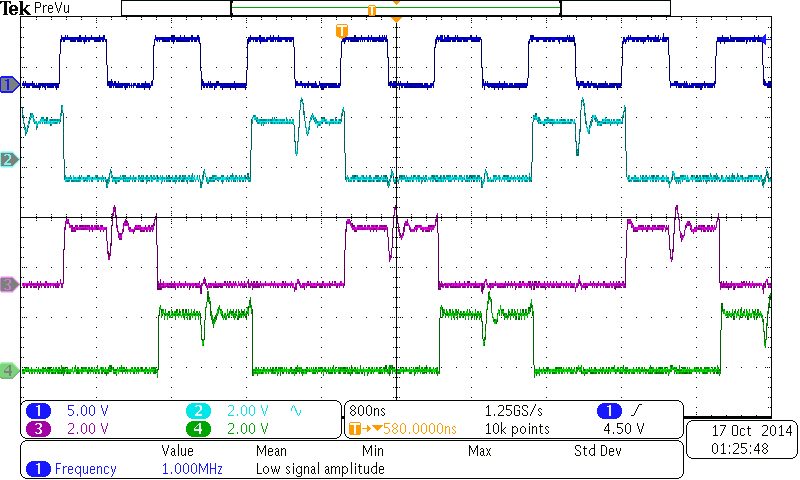 Tek PreVu
T
T
1
2
3
4
1 5.00 V 2 2.00 V
3 2.00 V 4 2.00 V
800ns 1.25GS/s 1 4.50 V
T→▼580.0000ns 10k points
17 Oct 2014
01:25:48
Value Mean Min Max Std Dev
1 Frequency 1.000MHz Low signal amplitude